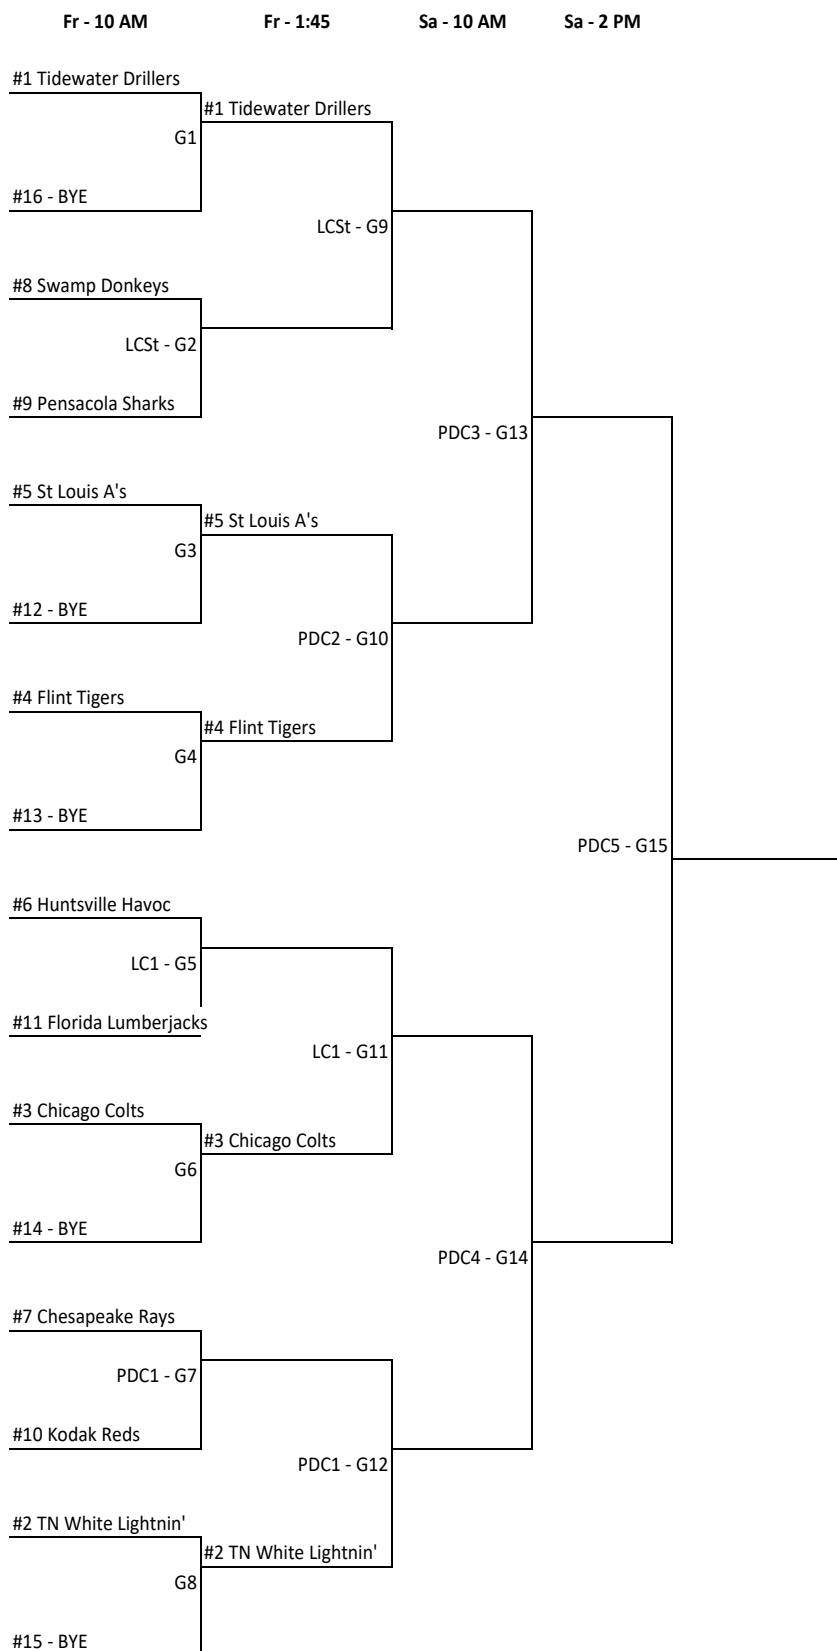 Fr - 10 AM Fr - 1:45 Sa - 10 AM Sa - 2 PM
#1 Tidewater Drillers
#1 Tidewater Drillers
G1
#16 - BYE
LCSt - G9
#8 Swamp Donkeys
LCSt - G2
#9 Pensacola Sharks
PDC3 - G13
#5 St Louis A's
#5 St Louis A's
G3
#12 - BYE
PDC2 - G10
#4 Flint Tigers
#4 Flint Tigers
G4
#13 - BYE
PDC5 - G15
#6 Huntsville Havoc
LC1 - G5
#11 Florida Lumberjacks
LC1 - G11
#3 Chicago Colts
#3 Chicago Colts
G6
#14 - BYE
PDC4 - G14
#7 Chesapeake Rays
PDC1 - G7
#10 Kodak Reds
PDC1 - G12
#2 TN White Lightnin'
#2 TN White Lightnin'
G8
#15 - BYE